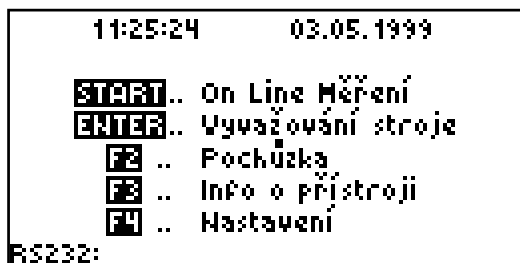 11:25:24 03.05.1999
START.. On Line Měření
ENTER.. Vyvažování stroje
F2 .. Pochůzka
F3 .. Info o přístroji
F4 .. Nastavení
RS232: